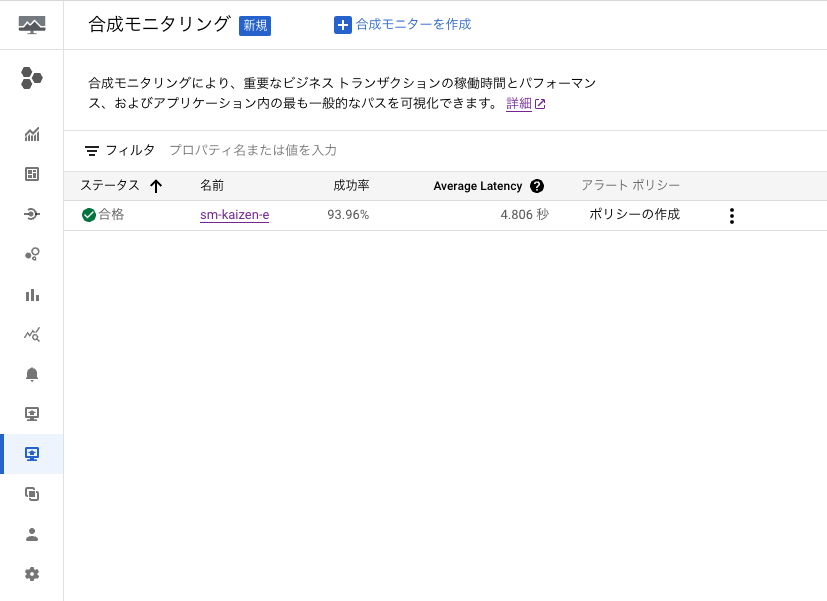 合成モニタリング 新規 合成モニターを作成
合成モニタリングにより、重要なビジネス トランザクションの稼働時間とパフォーマン
ス、およびアプリケーション内の最も一般的なパスを可視化できます。 詳細
フィルタ プロパティ名または値を入力
ステータス 名前 成功率 Average Latency アラート ポリシー
合格 sm-kaizen-e 93.96% 4.806 秒 ポリシーの作成